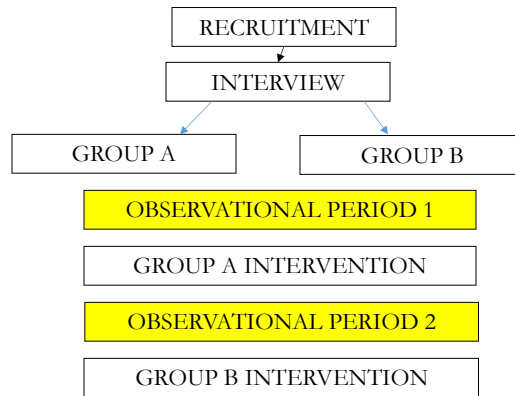 RECRUITMENT
INTERVIEW
GROUP A
GROUP B
OBSERVATIONAL PERIOD 1
GROUP A INTERVENTION
OBSERVATIONAL PERIOD 2
GROUP B INTERVENTION